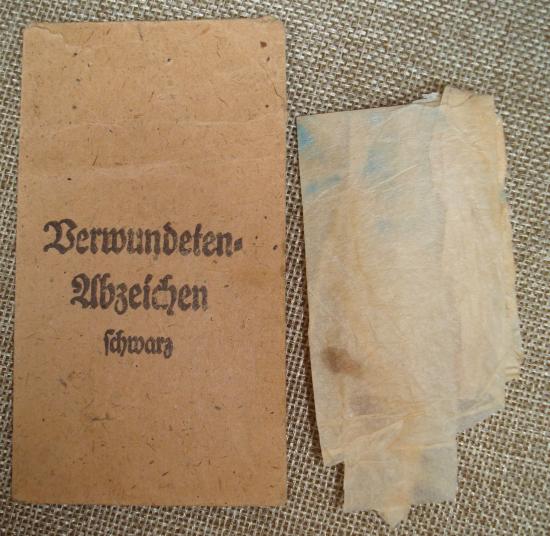 Verwundeten-
Abzeichen
ſchwarz